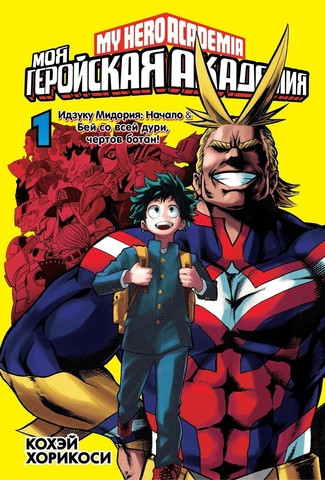 MY HERO ACADEMIA
МОЯ
ГЕРОЙСКАЯ АКАДЕМИЯ
1
Идзуку Мидория: Начало &
Бей со всей дури,
чертов ботан!
КОХЭЙ
ХОРИКОСИ